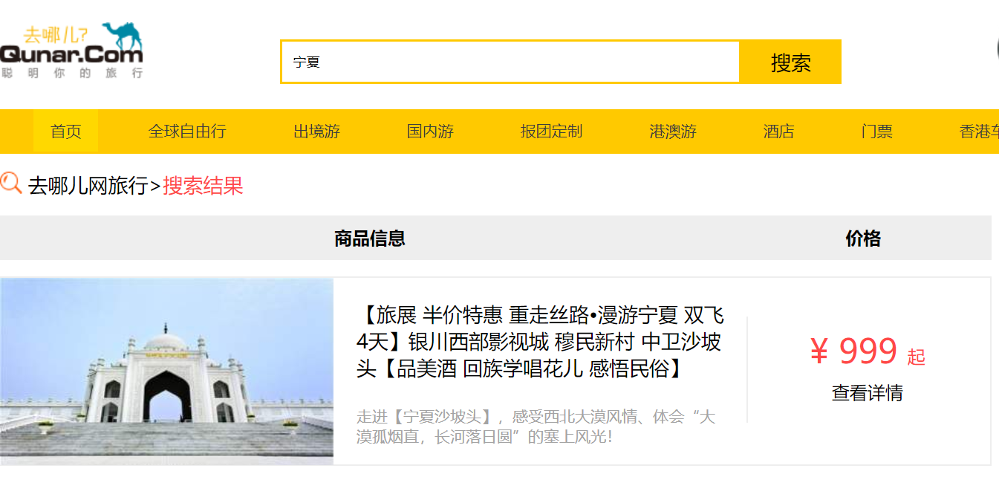 去哪儿?
Qunar.Com
聪明你的旅行
宁夏
搜索
首页 全球自由行 出境游 国内游 报团定制 港澳游 酒店 门票 香港车
去哪儿网旅行>搜索结果
商品信息 价格
【旅展 半价特惠 重走丝路•漫游宁夏 双飞
4天】银川西部影视城 穆民新村 中卫沙坡
头【品美酒 回族学唱花儿 感悟民俗】
¥ 999 起
查看详情
走进【宁夏沙坡头】，感受西北大漠风情、体会“大
漠孤烟直，长河落日圆”的塞上风光！